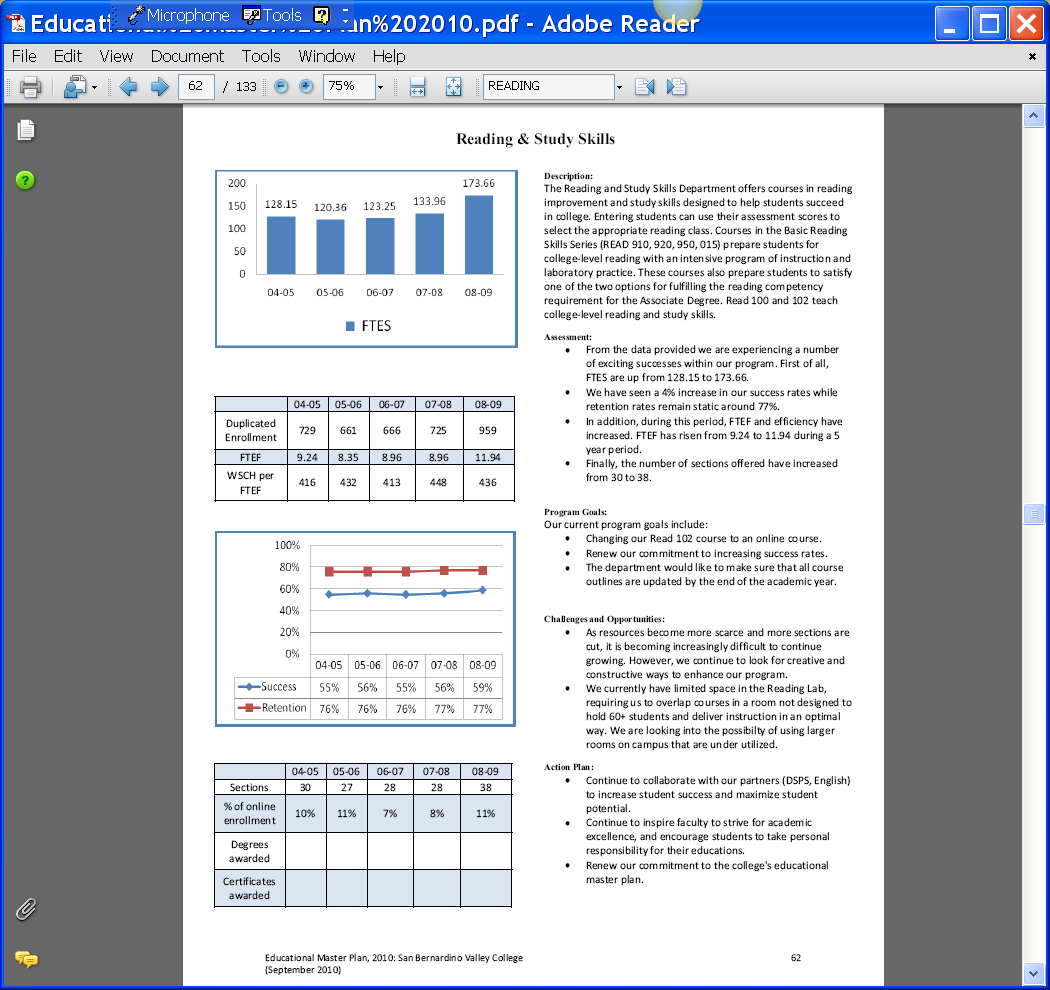 Educati
an%202010.pdf - Adobe Reader
Microphone Tools
File Edit View Document Tools Window Help
62 / 133 75% READING
Reading & Study Skills
200
150
100
50
0
128.15 120.36 123.25 133.96 173.66
04-05 05-06 06-07 07-08 08-09
FTES
04-05 05-06 06-07 07-08 08-09
Duplicated Enrollment 729 661 666 725 959
FTEF 9.24 8.35 8.96 8.96 11.94
WSCH per FTEF 416 432 413 448 436
100%
80%
60%
40%
20%
0%
04-05 05-06 06-07 07-08 08-09
Success 55% 56% 55% 56% 59%
Retention 76% 76% 76% 77% 77%
04-05 05-06 06-07 07-08 08-09
Sections 30 27 28 28 38
% of online enrollment 10% 11% 7% 8% 11%
Degrees awarded
Certificates awarded
Description:
The Reading and Study Skills Department offers courses in reading
improvement and study skills designed to help students succeed
in college. Entering students can use their assessment scores to
select the appropriate reading class. Courses in the Basic Reading
Skills Series (READ 910, 920, 950, 015) prepare students for
college-level reading with an intensive program of instruction and
laboratory practice. These courses also prepare students to satisfy
one of the two options for fulfilling the reading competency
requirement for the Associate Degree. Read 100 and 102 teach
college-level reading and study skills.
Assessment:
• From the data provided we are experiencing a number
of exciting successes within our program. First of all,
FTES are up from 128.15 to 173.66.
• We have seen a 4% increase in our success rates while
retention rates remain static around 77%.
• In addition, during this period, FTEF and efficiency have
increased. FTEF has risen from 9.24 to 11.94 during a 5
year period.
• Finally, the number of sections offered have increased
from 30 to 38.
Program Goals:
Our current program goals include:
• Changing our Read 102 course to an online course.
• Renew our commitment to increasing success rates.
• The department would like to make sure that all course
outlines are updated by the end of the academic year.
Challenges and Opportunities:
• As resources become more scarce and more sections are
cut, it is becoming increasingly difficult to continue
growing. However, we continue to look for creative and
constructive ways to enhance our program.
• We currently have limited space in the Reading Lab,
requiring us to overlap courses in a room not designed to
hold 60+ students and deliver instruction in an optimal
way. We are looking into the possibilty of using larger
rooms on campus that are under utilized.
Action Plan:
• Continue to collaborate with our partners (DSPS, English)
to increase student success and maximize student
potential.
• Continue to inspire faculty to strive for academic
excellence, and encourage students to take personal
responsibility for their educations.
• Renew our commitment to the college's educational
master plan.
Educational Master Plan, 2010: San Bernardino Valley College
(September 2010)
62